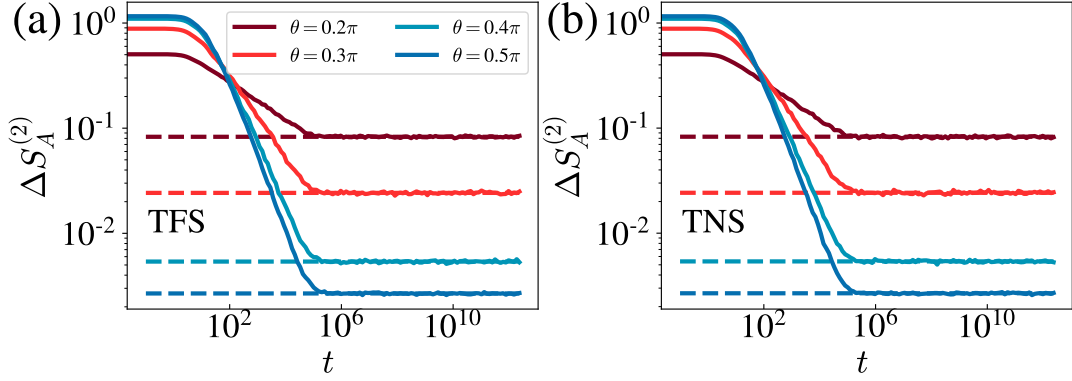 (a)
10^0
10^{-1}
10^{-2}
ΔS_A^{(2)}
θ = 0.2π
θ = 0.3π
θ = 0.4π
θ = 0.5π
TFS
10^2
10^6
10^{10}
t
(b)
10^0
10^{-1}
10^{-2}
ΔS_A^{(2)}
TNS
10^2
10^6
10^{10}
t